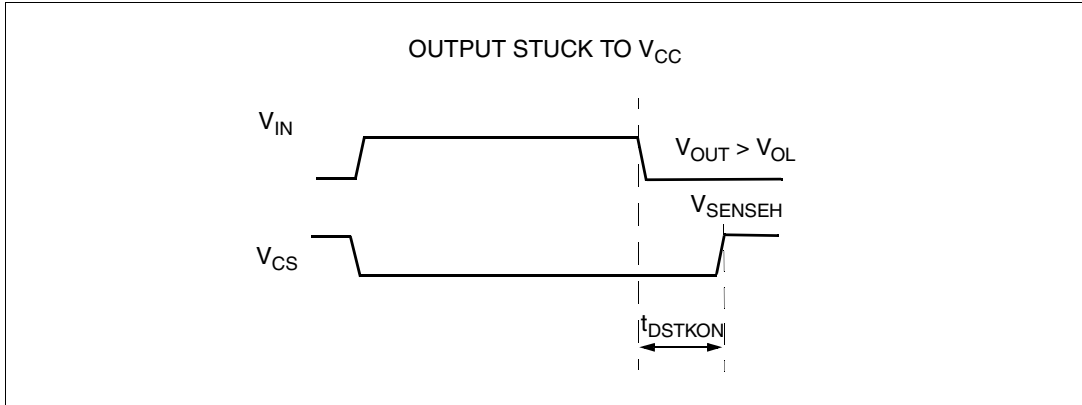 OUTPUT STUCK TO VCC
VIN
VOUT > VOL
VSENSEH
VCS
tDSTKON